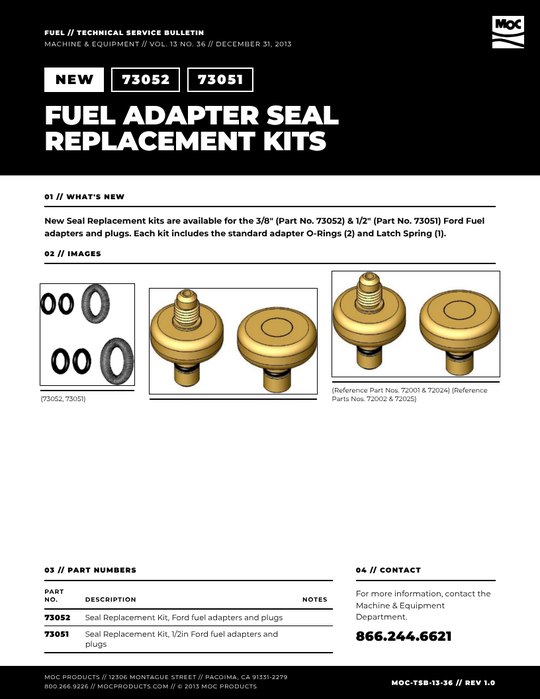 FUEL // TECHNICAL SERVICE BULLETIN
MACHINE & EQUIPMENT // VOL. 13 NO. 36 // DECEMBER 31, 2013
MOC
NEW 73052 73051
FUEL ADAPTER SEAL
REPLACEMENT KITS
01 // WHAT'S NEW
New Seal Replacement kits are available for the 3/8" (Part No. 73052) & 1/2" (Part No. 73051) Ford Fuel
adapters and plugs. Each kit includes the standard adapter O-Rings (2) and Latch Spring (1).
02 // IMAGES
(73052, 73051)
(Reference Part Nos. 72001 & 72024) (Reference
Parts Nos. 72002 & 72025)
03 // PART NUMBERS
PART
NO. DESCRIPTION NOTES
73052 Seal Replacement Kit, Ford fuel adapters and plugs
73051 Seal Replacement Kit, 1/2in Ford fuel adapters and
plugs
04 // CONTACT
For more information, contact the
Machine & Equipment
Department.
866.244.6621
MOC PRODUCTS // 12306 MONTAGUE STREET // PACOIMA, CA 91331-2279
800.266.9226 // MOCPRODUCTS.COM // © 2013 MOC PRODUCTS
MOC-TSB-13-36 // REV 1.0